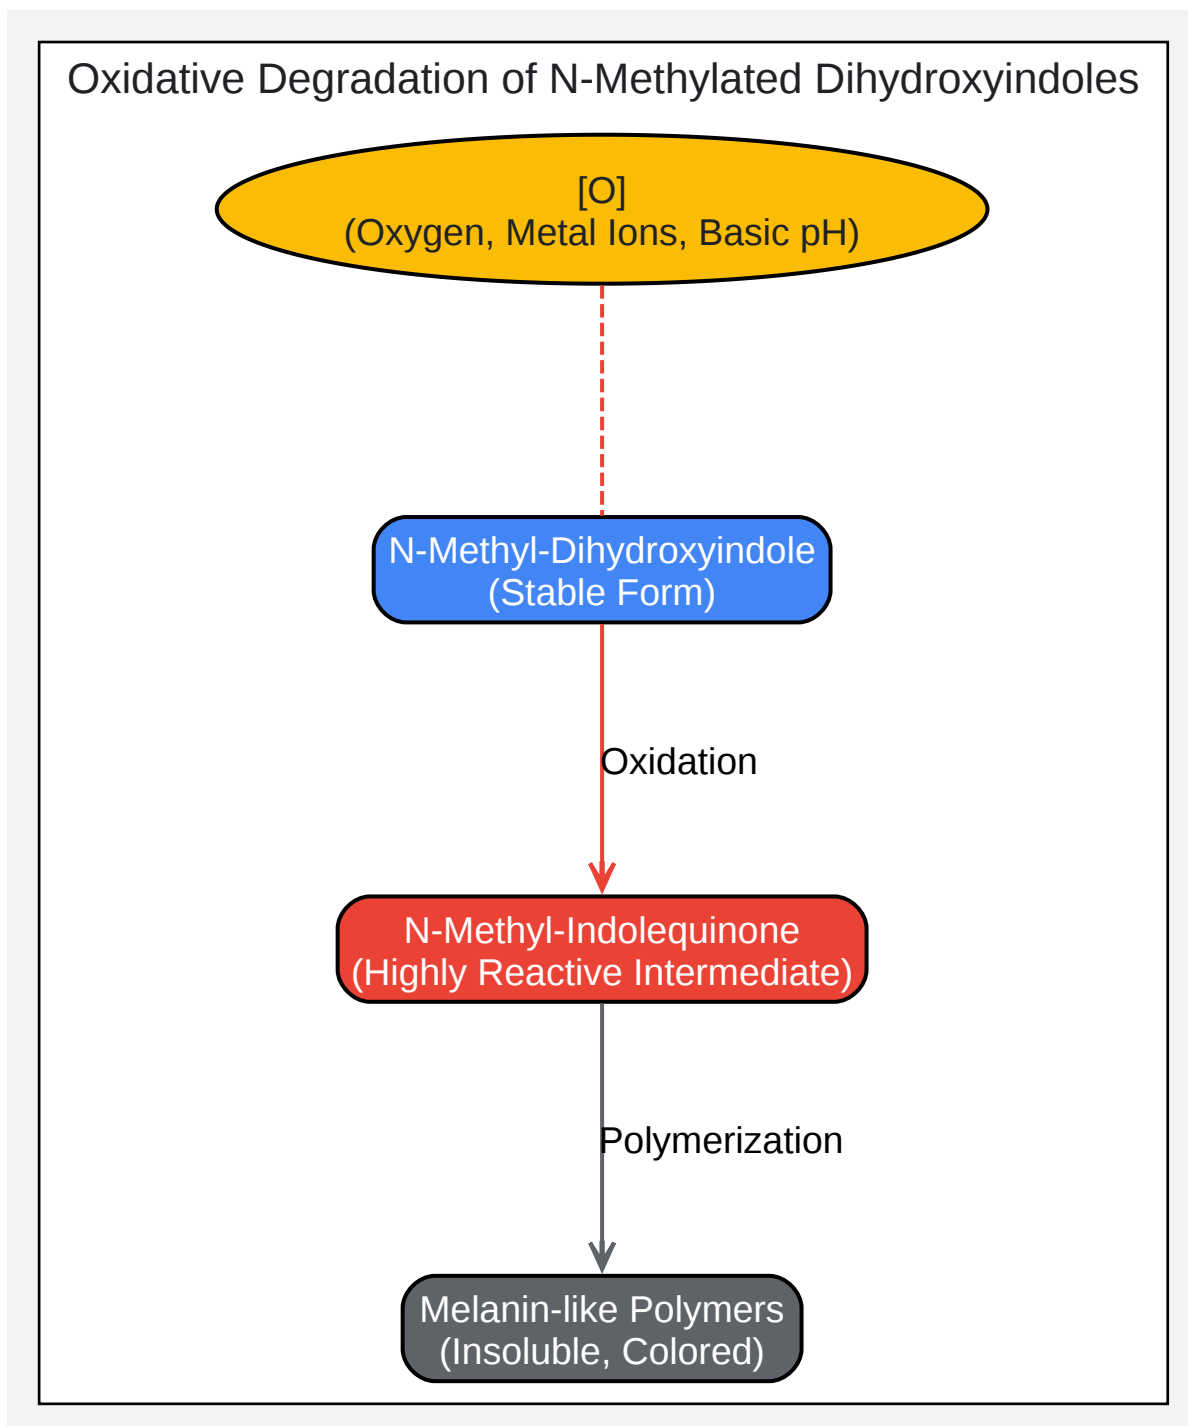 Oxidative Degradation of N-Methylated Dihydroxyindoles
[O]
(Oxygen, Metal Ions, Basic pH)
N-Methyl-Dihydroxyindole
(Stable Form)
Oxidation
N-Methyl-Indolequinone
(Highly Reactive Intermediate)
Polymerization
Melanin-like Polymers
(Insoluble, Colored)